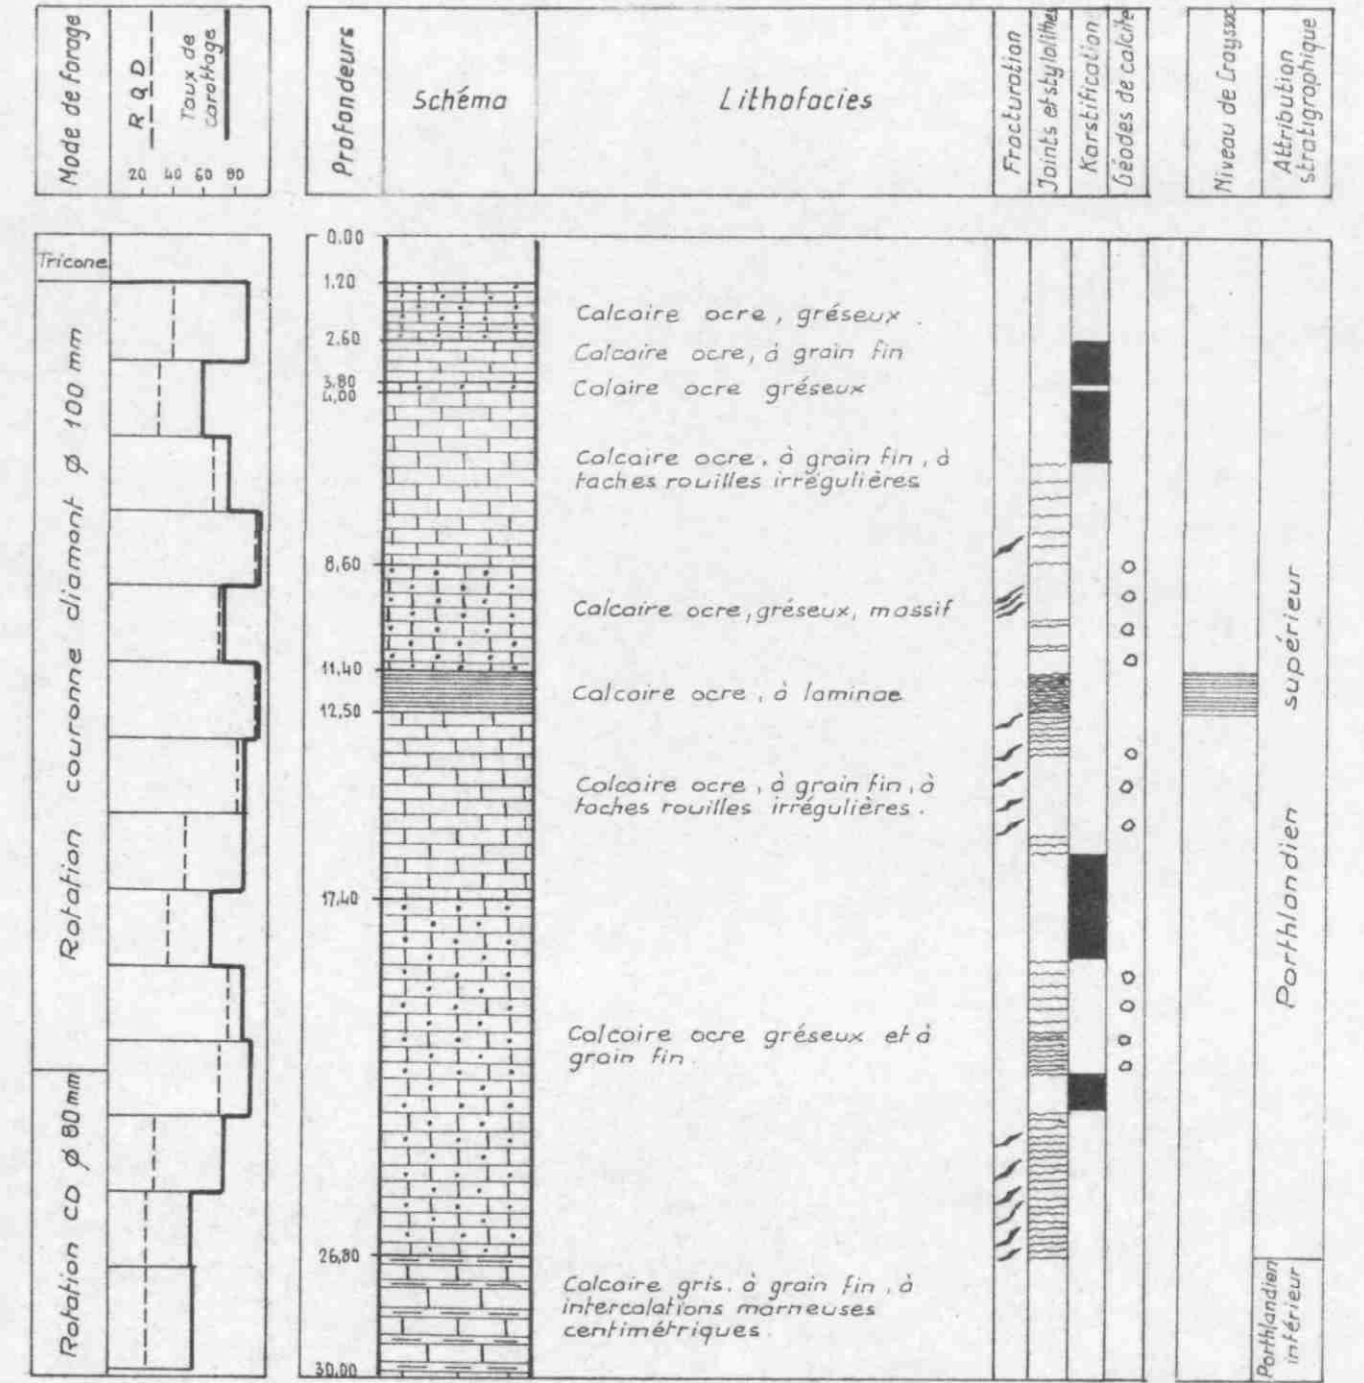 Mode de forage
R Q D
Taux de
carottage
20 40 60 80
Profondeurs
Schéma
Lithofacies
Fracturation
Joints et stylolithes
Karstification
Géodes de calcite
Niveau de Crayssac
Attribution
stratigraphique
Tricone
Rotation couronne diamant ø 100 mm
Rotation CD ø 80 mm
0.00
1,20
2,60
3,80
4,00
8,60
11,40
12,50
17,40
26,80
30,00
Calcaire ocre, gréseux
Calcaire ocre, à grain fin
Calaire ocre gréseux
Calcaire ocre, à grain fin, à
taches rouilles irrégulières
Calcaire ocre, gréseux, massif
Calcaire ocre, à laminae
Calcaire ocre, à grain fin, à
taches rouilles irrégulières.
Calcaire ocre gréseux et à
grain fin
Calcaire gris. à grain fin, à
intercalations marneuses
centimétriques.
Porthlandien supérieur
Porthlandien
intérieur